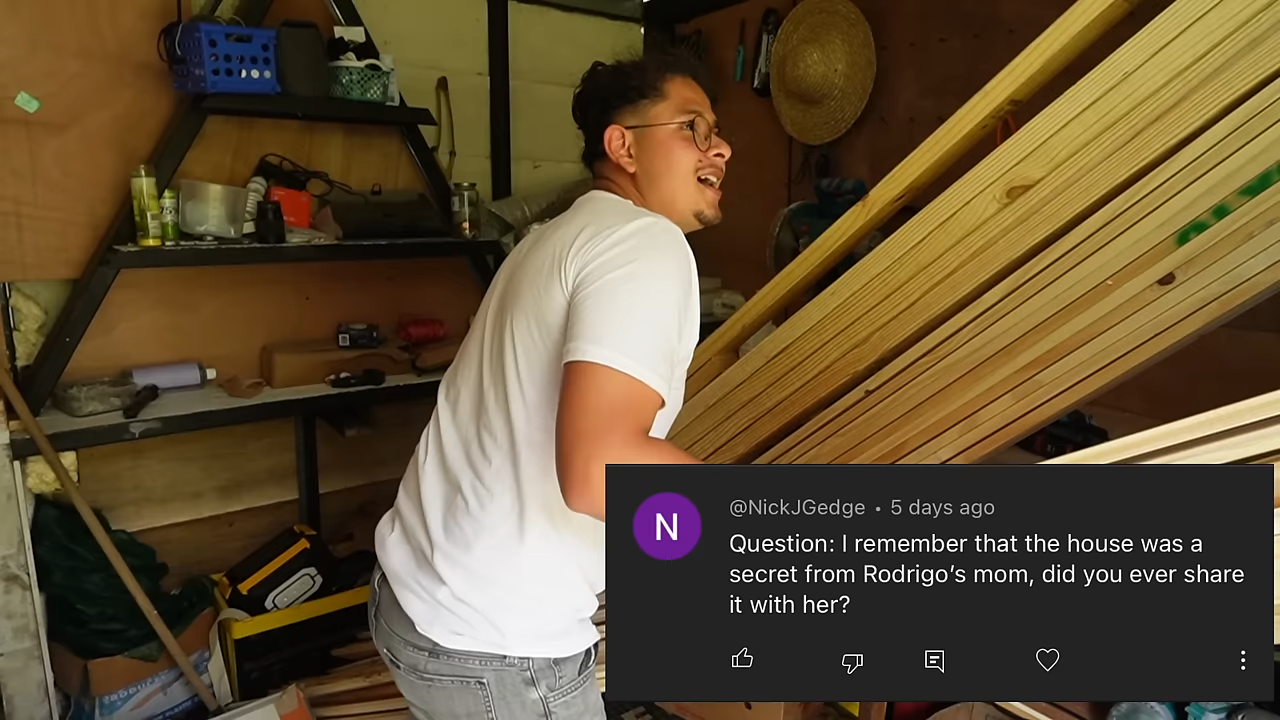 @NickJGedge • 5 days ago
Question: I remember that the house was a
secret from Rodrigo’s mom, did you ever share
it with her?
N